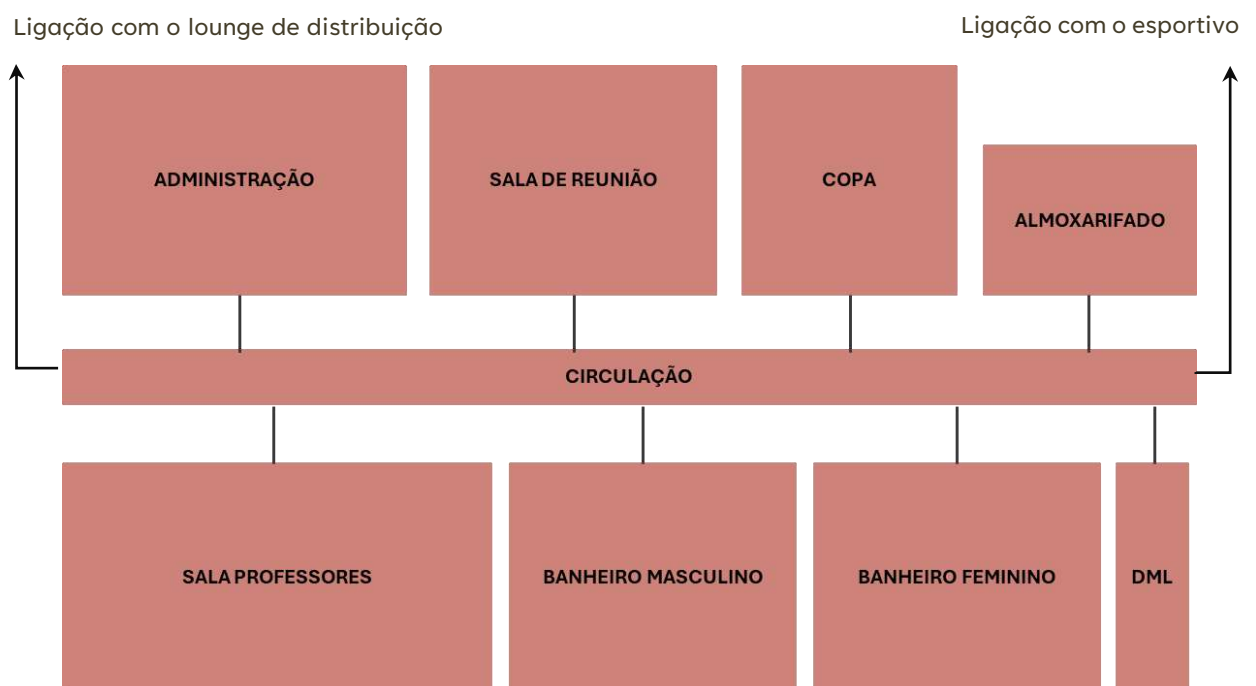 Ligação com o lounge de distribuição
Ligação com o esportivo
ADMINISTRAÇÃO
SALA DE REUNIÃO
COPA
ALMOXARIFADO
CIRCULAÇÃO
SALA PROFESSORES
BANHEIRO MASCULINO
BANHEIRO FEMININO
DML